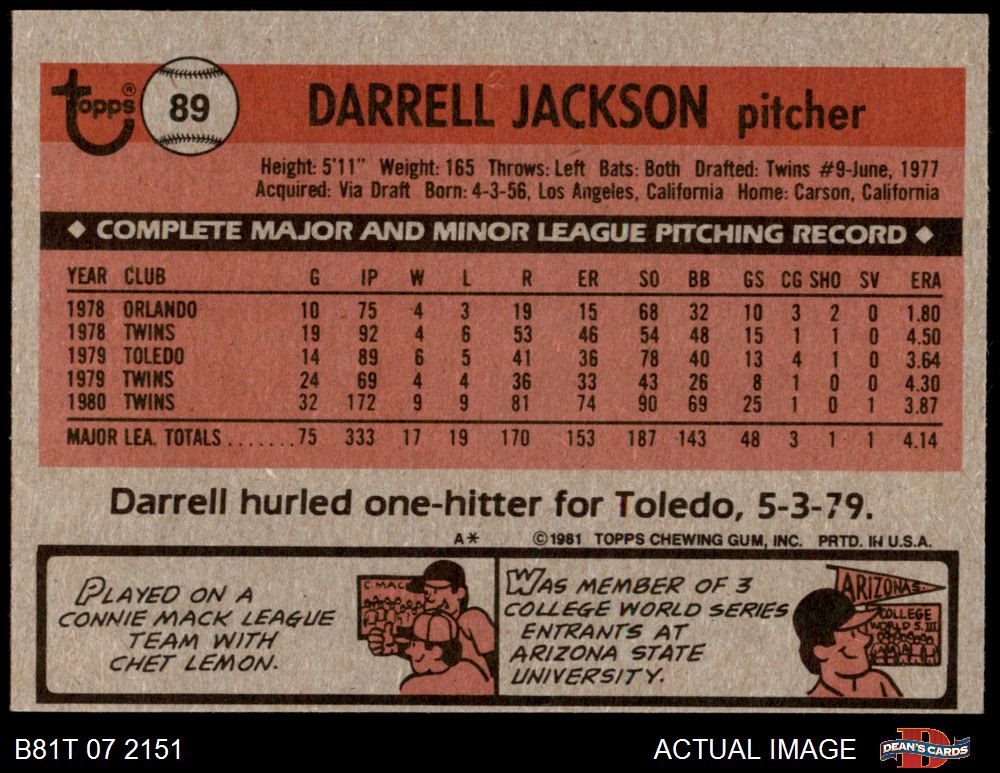 topps® 89 DARRELL JACKSON pitcher
Height: 5'11" Weight: 165 Throws: Left Bats: Both Drafted: Twins #9-June, 1977
Acquired: Via Draft Born: 4-3-56, Los Angeles, California Home: Carson, California
◆ COMPLETE MAJOR AND MINOR LEAGUE PITCHING RECORD ◆
YEAR CLUB G IP W L R ER SO BB GS CG SHO SV ERA
1978 ORLANDO 10 75 4 3 19 15 68 32 10 3 2 0 1.80
1978 TWINS 19 92 4 6 53 46 54 48 15 1 1 0 4.50
1979 TOLEDO 14 89 6 5 41 36 78 40 13 4 1 0 3.64
1979 TWINS 24 69 4 4 36 33 43 26 8 1 0 0 4.30
1980 TWINS 32 172 9 9 81 74 90 69 25 1 0 1 3.87
MAJOR LEA. TOTALS.......75 333 17 19 170 153 187 143 48 3 1 1 4.14
Darrell hurled one-hitter for Toledo, 5-3-79.
A* ©1981 TOPPS CHEWING GUM, INC. PRTD. IN U.S.A.
PLAYED ON A
CONNIE MACK LEAGUE
TEAM WITH
CHET LEMON.
C. MACK
WAS MEMBER OF 3
COLLEGE WORLD SERIES
ENTRANTS AT
ARIZONA STATE
UNIVERSITY.
ARIZONA S.
COLLEGE
WORLD S. III
B81T 07 2151 ACTUAL IMAGE DEAN'S CARDS